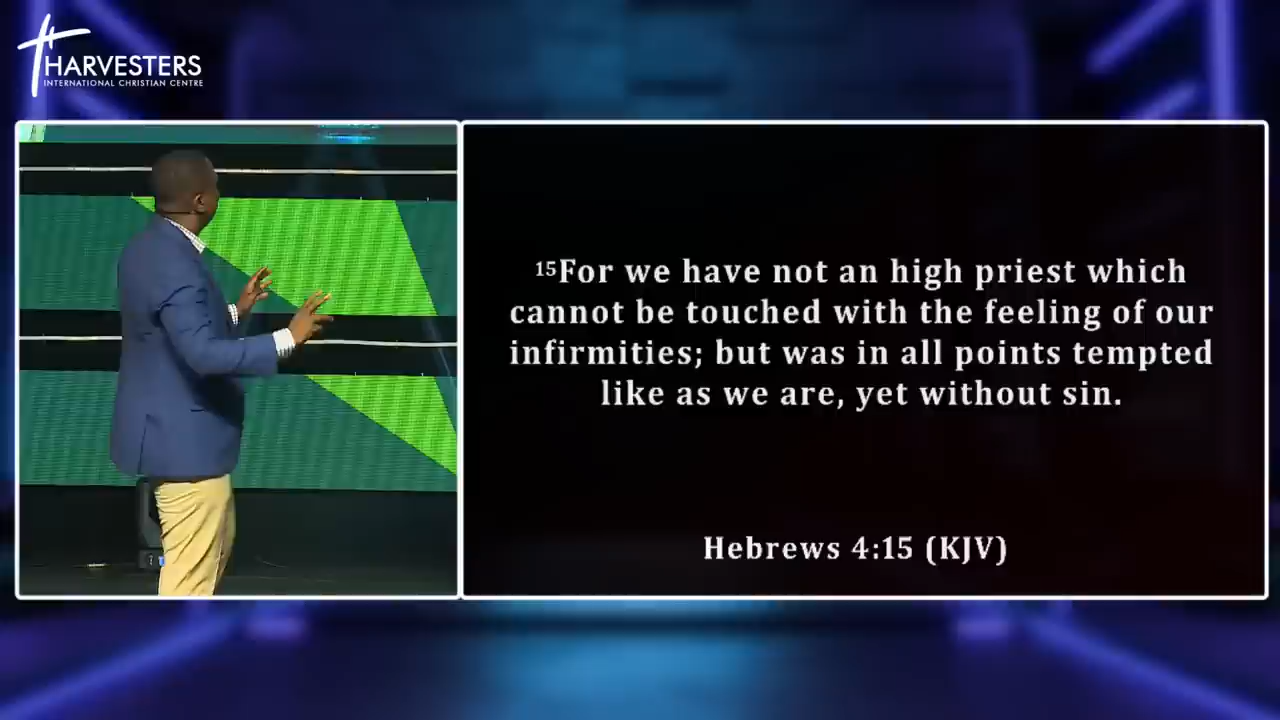 HARVESTERS
INTERNATIONAL CHRISTIAN CENTRE
15For we have not an high priest which
cannot be touched with the feeling of our
infirmities; but was in all points tempted
like as we are, yet without sin.
Hebrews 4:15 (KJV)